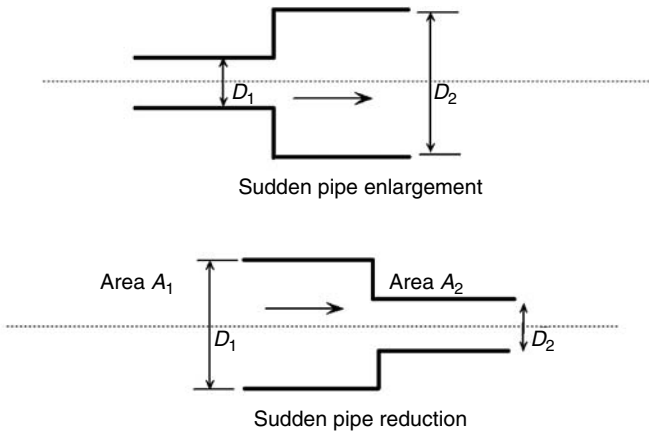 D₁
D₂
Sudden pipe enlargement
Area A₁
Area A₂
D₁
D₂
Sudden pipe reduction